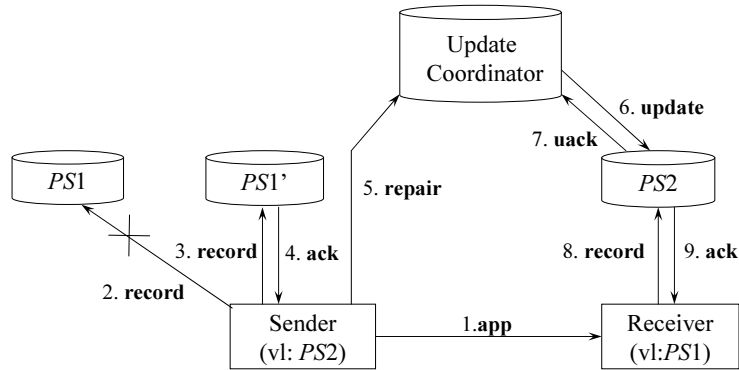 Update
Coordinator
6. update
7. uack
PS1
PS1’
PS2
5. repair
3. record
4. ack
8. record
9. ack
2. record
Sender
(vl: PS2)
1.app
Receiver
(vl:PS1)